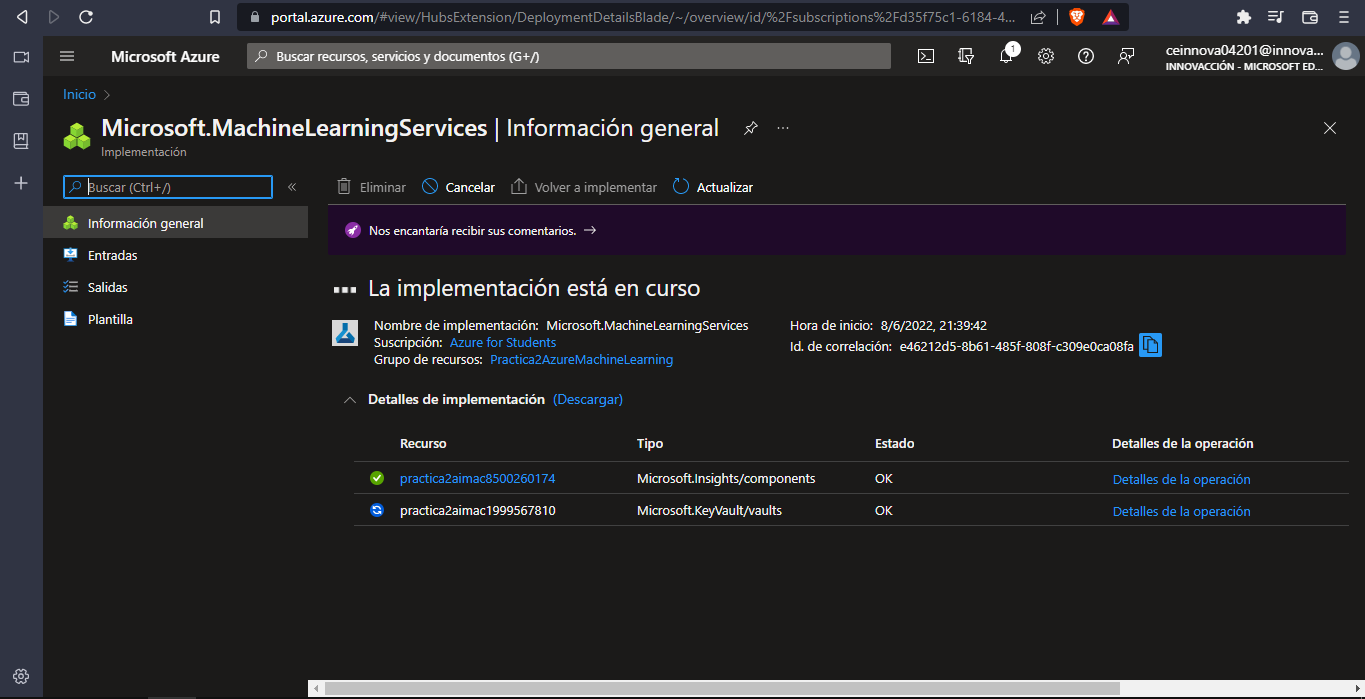 portal.azure.com/#view/HubsExtension/DeploymentDetailsBlade/~/overview/id/%2Fsubscriptions%2Fd35f75c1-6184-4...
Microsoft Azure
Buscar recursos, servicios y documentos (G+/)
1
ceinnova04201@innova...
INNOVACCIÓN - MICROSOFT ED...
Inicio
Microsoft.MachineLearningServices | Información general
Implementación
Buscar (Ctrl+/)
Eliminar Cancelar Volver a implementar Actualizar
Información general
Entradas
Salidas
Plantilla
Nos encantaría recibir sus comentarios. →
La implementación está en curso
Nombre de implementación: Microsoft.MachineLearningServices
Suscripción: Azure for Students
Grupo de recursos: Practica2AzureMachineLearning
Hora de inicio: 8/6/2022, 21:39:42
Id. de correlación: e46212d5-8b61-485f-808f-c309e0ca08fa
Detalles de implementación (Descargar)
Recurso Tipo Estado Detalles de la operación
practica2aimac8500260174 Microsoft.Insights/components OK Detalles de la operación
practica2aimac1999567810 Microsoft.KeyVault/vaults OK Detalles de la operación